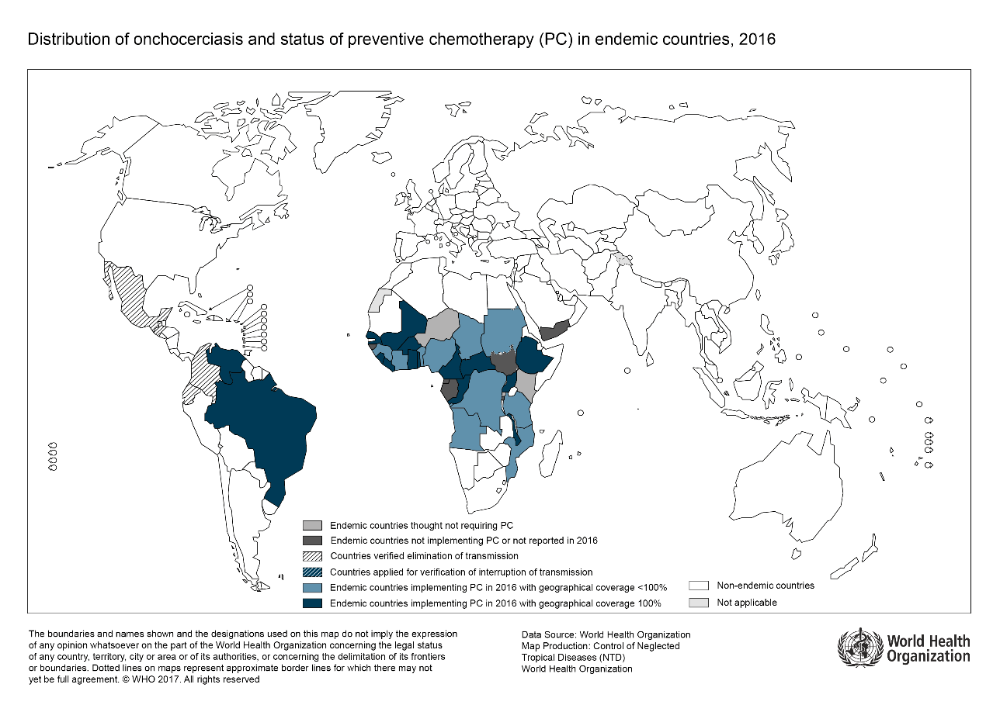 Distribution of onchocerciasis and status of preventive chemotherapy (PC) in endemic countries, 2016
Endemic countries thought not requiring PC
Endemic countries not implementing PC or not reported in 2016
Countries verified elimination of transmission
Countries applied for verification of interruption of transmission
Endemic countries implementing PC in 2016 with geographical coverage <100%
Endemic countries implementing PC in 2016 with geographical coverage 100%
Non-endemic countries
Not applicable
The boundaries and names shown and the designations used on this map do not imply the expression
of any opinion whatsoever on the part of the World Health Organization concerning the legal status
of any country, territory, city or area or of its authorities, or concerning the delimitation of its frontiers
or boundaries. Dotted lines on maps represent approximate border lines for which there may not
yet be full agreement. © WHO 2017. All rights reserved
Data Source: World Health Organization
Map Production: Control of Neglected
Tropical Diseases (NTD)
World Health Organization
World Health
Organization